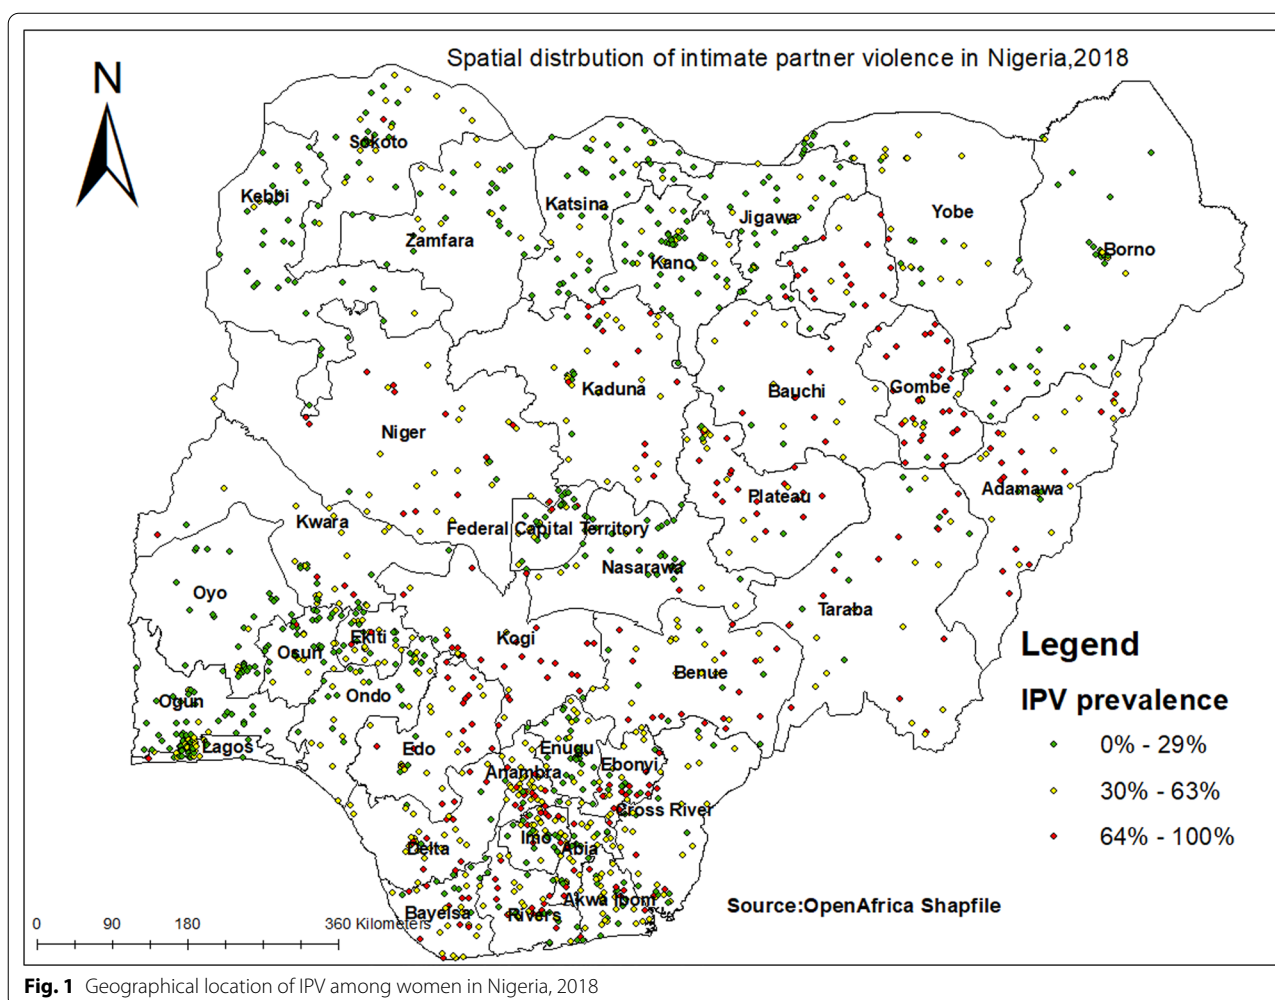 Spatial distrbution of intimate partner violence in Nigeria,2018
N
Sokoto
Kebbi
Katsina
Zamfara
Jigawa
Yobe
Kano
Borno
Kaduna
Bauchi
Gombe
Niger
Adamawa
Plateau
Kwara
Federal Capital Territory
Nasarawa
Oyo
Taraba
Ekiti
Kogi
Osun
Benue
Ondo
Ogun
Lagos
Edo
Enugu
Ebonyi
Anambra
Cross River
Imo
Abia
Delta
Akwa Ibom
Bayelsa
Rivers
Legend
IPV prevalence
0% - 29%
30% - 63%
64% - 100%
Source:OpenAfrica Shapfile
0 90 180 360 Kilometers
Fig. 1 Geographical location of IPV among women in Nigeria, 2018